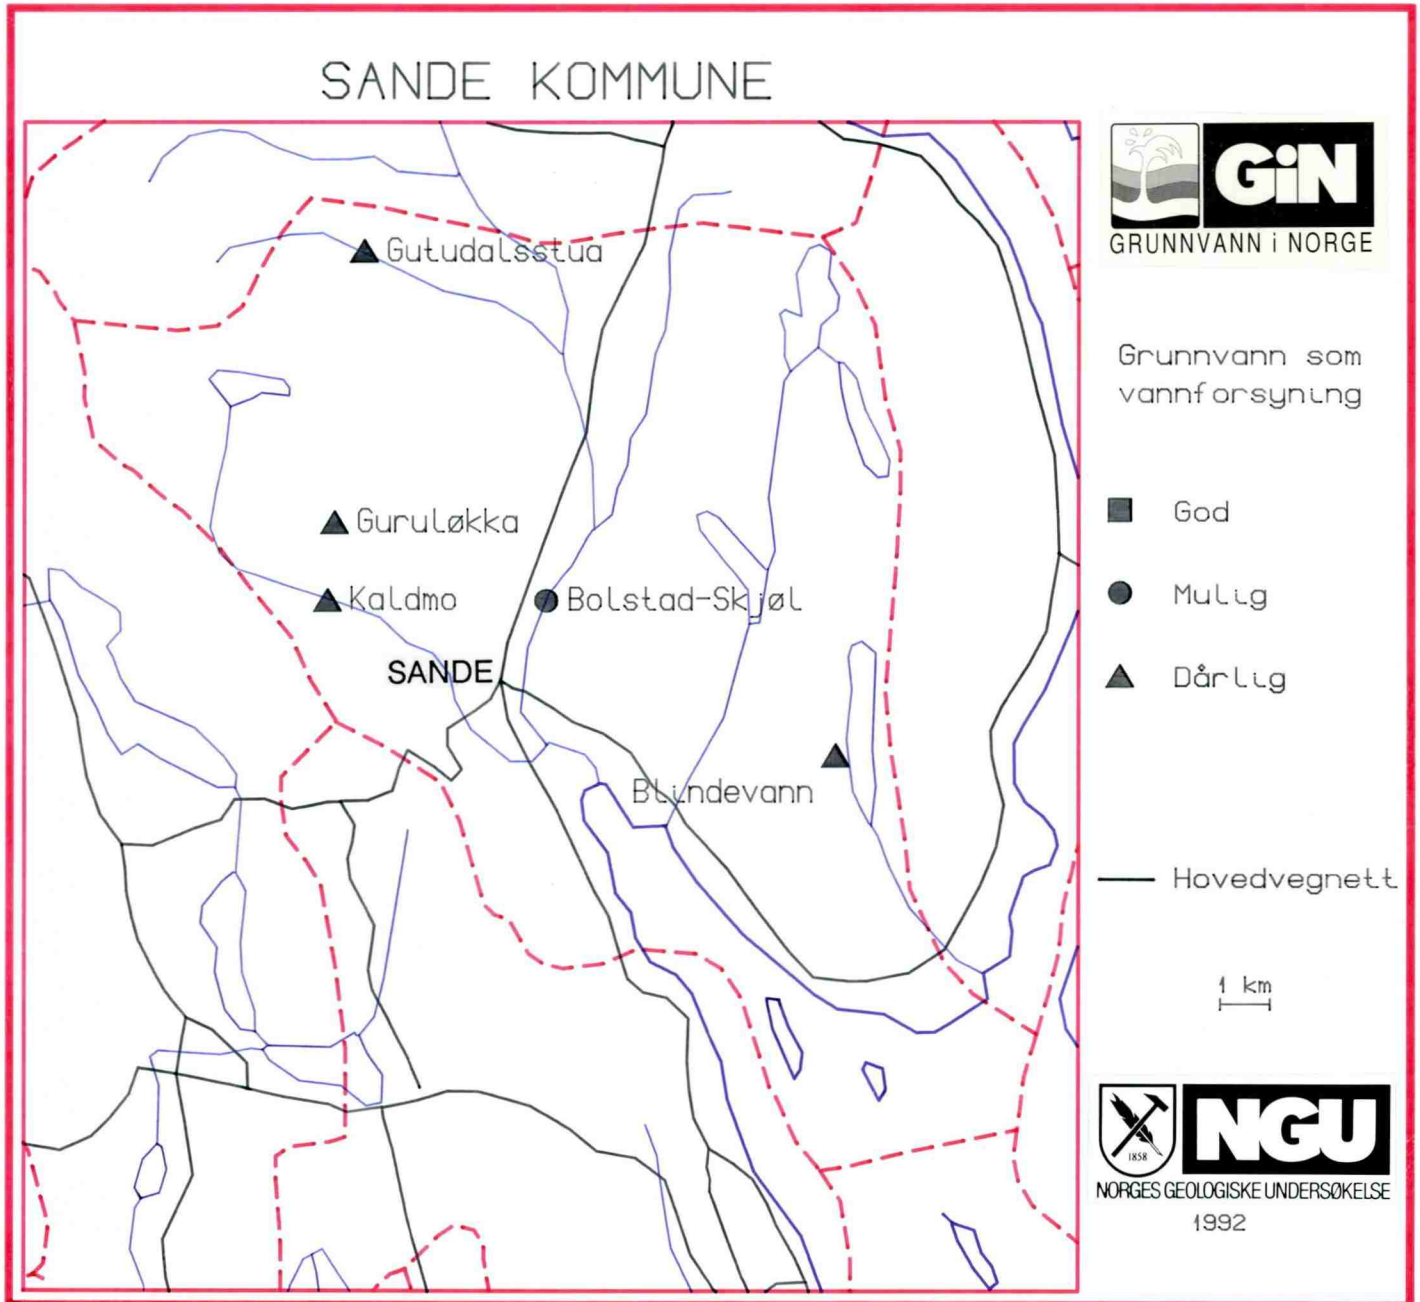 SANDE KOMMUNE
GiN
GRUNNVANN i NORGE
Gutudalsstua
Grunnvann som
vannforsyning
God
Guruløkka
Kaldmo
Bolstad-Skjøl
Mulig
SANDE
Dårlig
Blindevann
Hovedvegnett
1 km
1858
NGU
NORGES GEOLOGISKE UNDERSØKELSE
1992